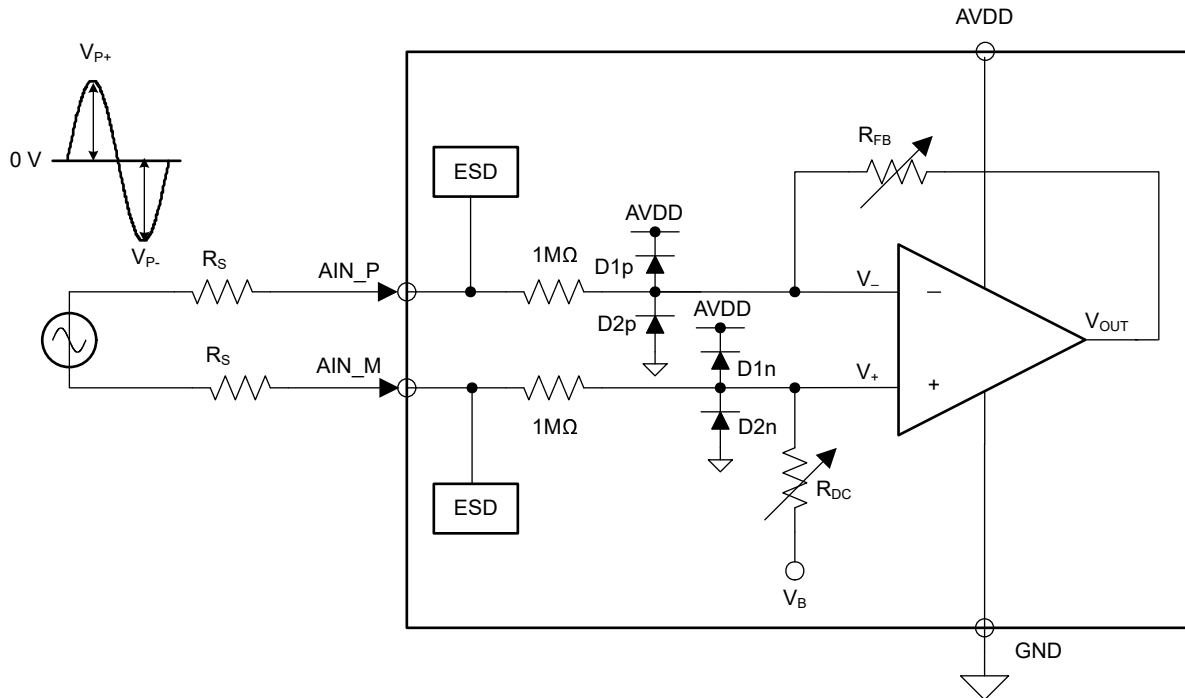 AVDD
V_P+
0 V
V_P-
ESD
R_FB
AVDD
R_S
AIN_P
1MΩ
D1p
V_–
–
D2p
AVDD
V_OUT
R_S
AIN_M
D1n
V_+
+
1MΩ
D2n
ESD
R_DC
V_B
GND